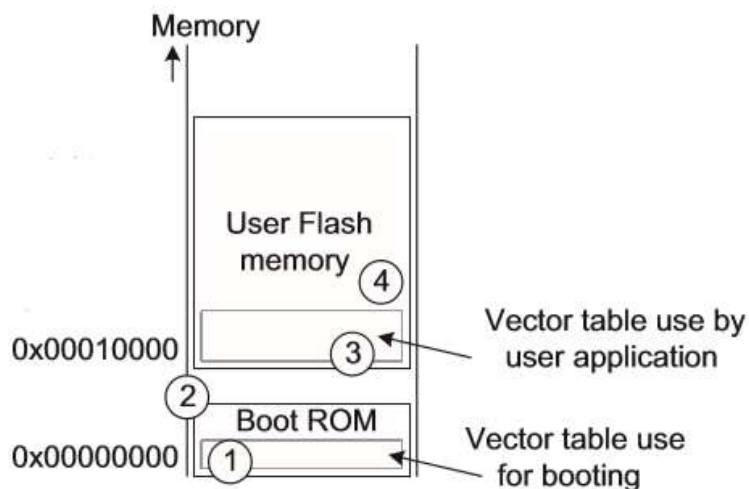 Memory
User Flash
memory
4
Vector table use by
user application
0x00010000
3
2
Boot ROM
Vector table use
for booting
0x00000000
1